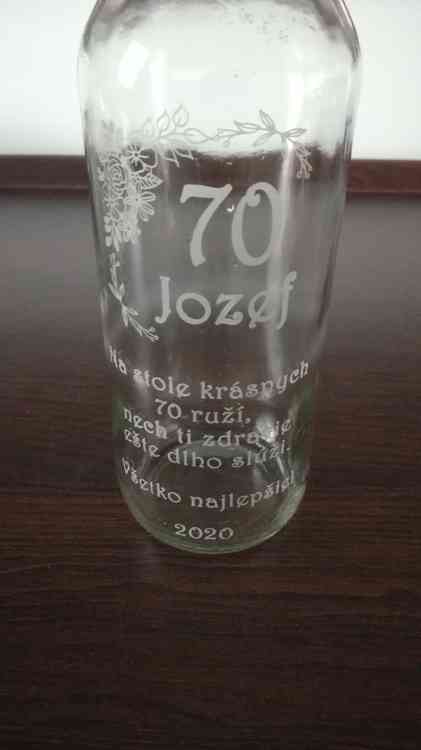 70
Jozef
Na stole krásnych
70 ruží,
nech ti zdravie
ešte dlho slúži.
Všetko najlepšie!
2020